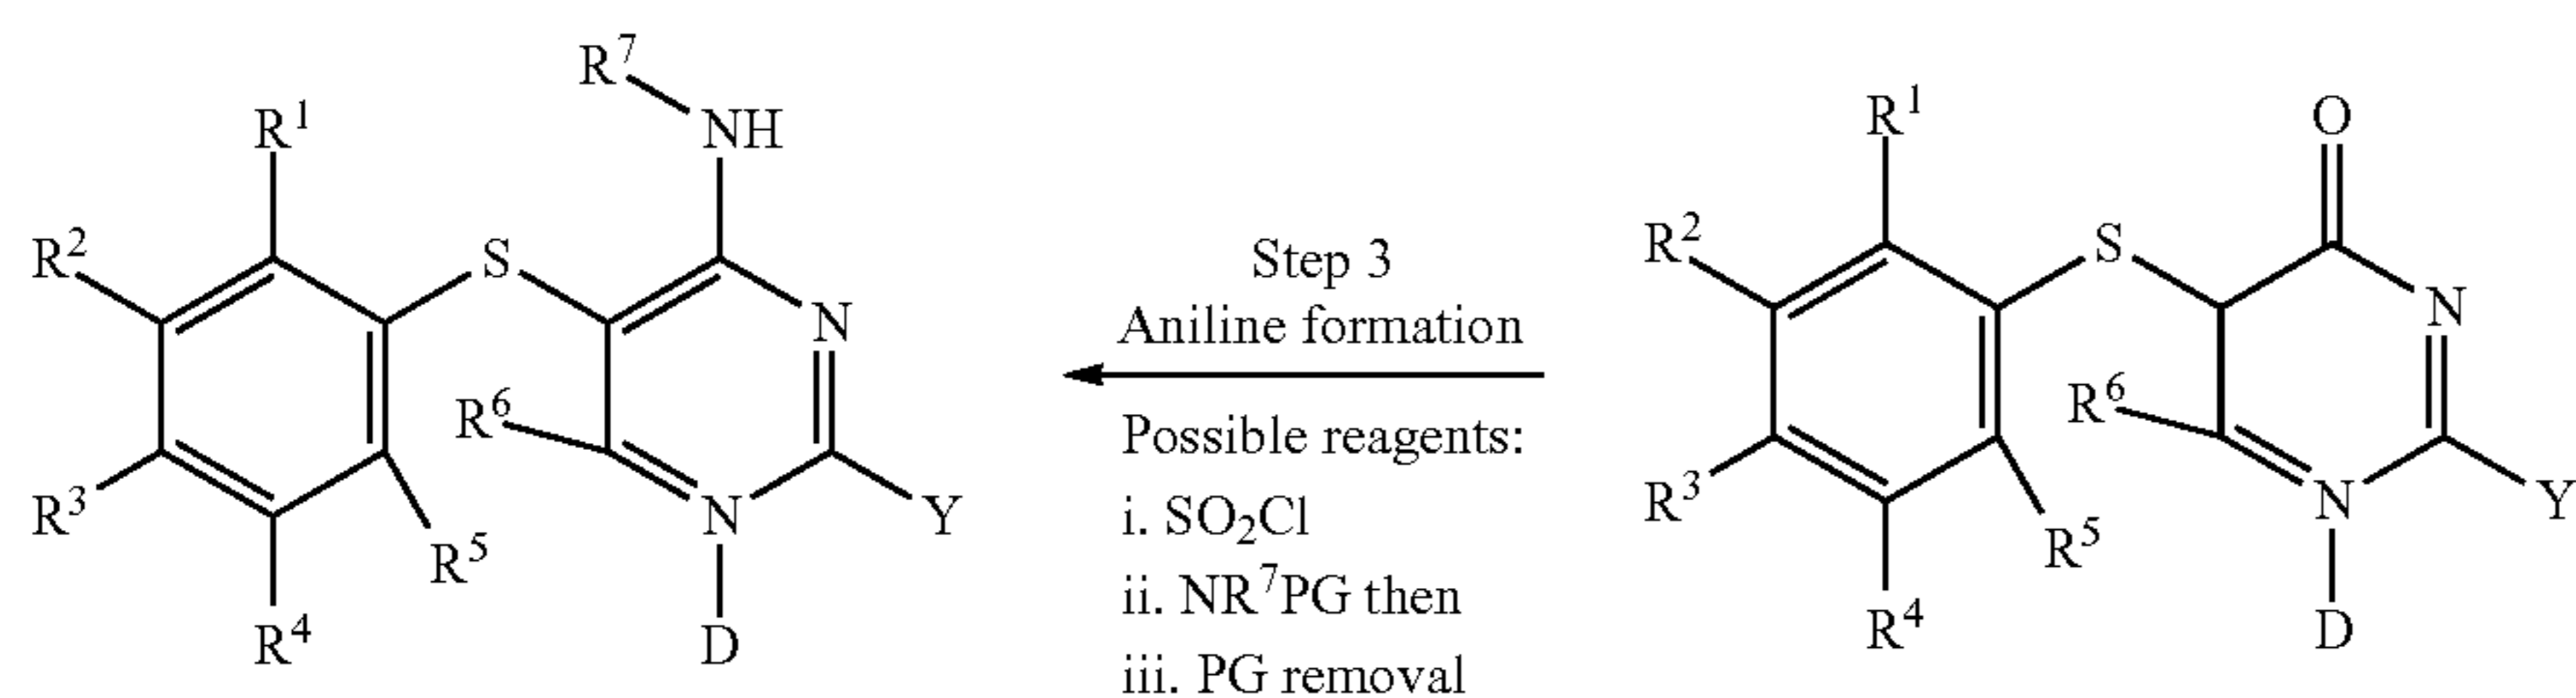 R⁷
NH
R¹
R²
S
N
R⁶
R³
N
Y
R⁵
R⁴
D
Step 3
Aniline formation
Possible reagents:
i. SO₂Cl
ii. NR⁷PG then
iii. PG removal
O
R¹
R²
S
N
R⁶
R³
N
Y
R⁵
R⁴
D